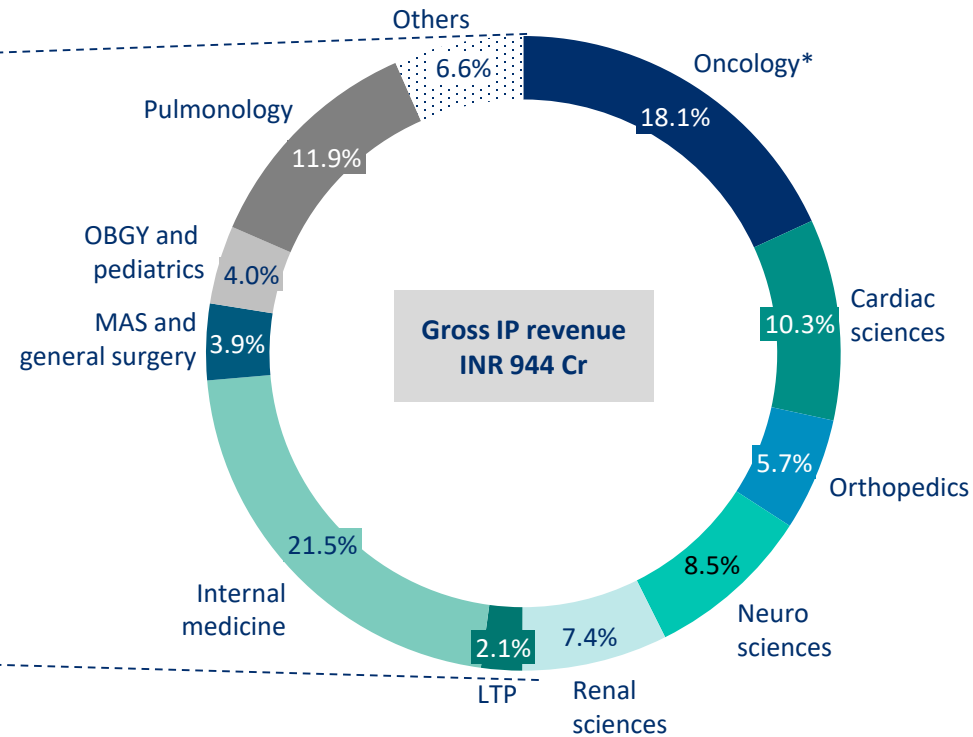 Others
6.6%
Oncology*
18.1%
Pulmonology
11.9%
OBGY and
pediatrics
4.0%
Cardiac
sciences
10.3%
MAS and
general surgery
3.9%
Gross IP revenue
INR 944 Cr
5.7%
Orthopedics
21.5%
Internal
medicine
8.5%
Neuro
sciences
2.1%
LTP
7.4%
Renal
sciences